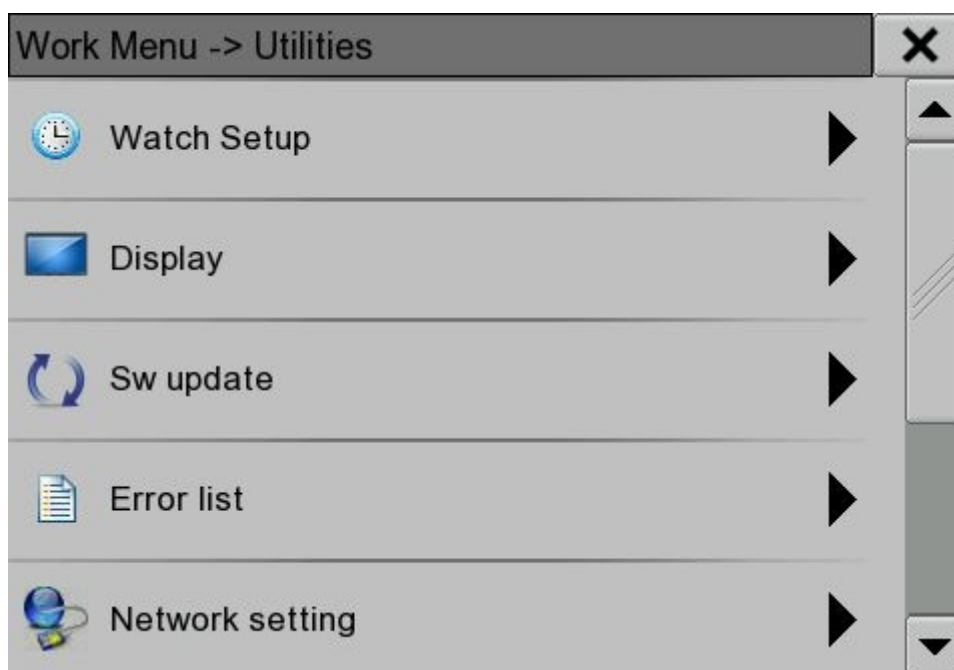 Work Menu -> Utilities
Watch Setup
Display
Sw update
Error list
Network setting